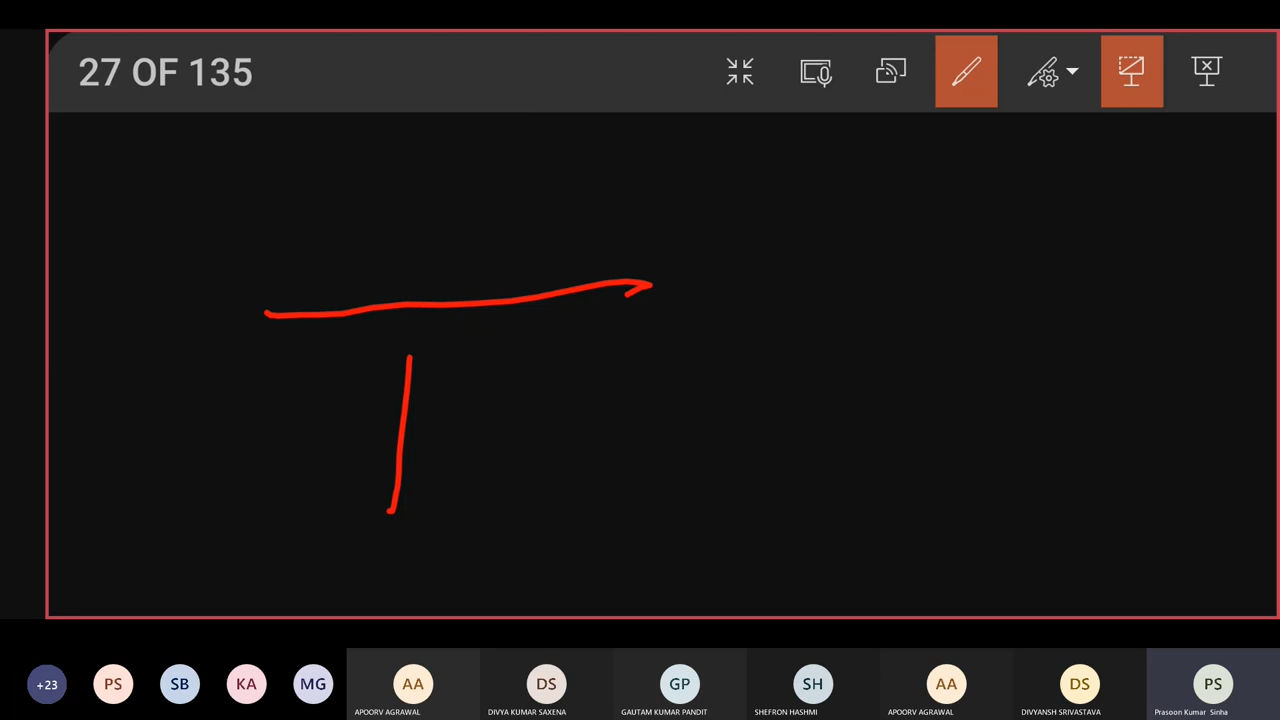 27 OF 135
+23 PS SB KA MG AA DS GP SH AA DS PS
APOORV AGRAWAL DIVYA KUMAR SAXENA GAUTAM KUMAR PANDIT SHEFRON HASHMI APOORV AGRAWAL DIVYANSH SRIVASTAVA Prasoon Kumar Sinha